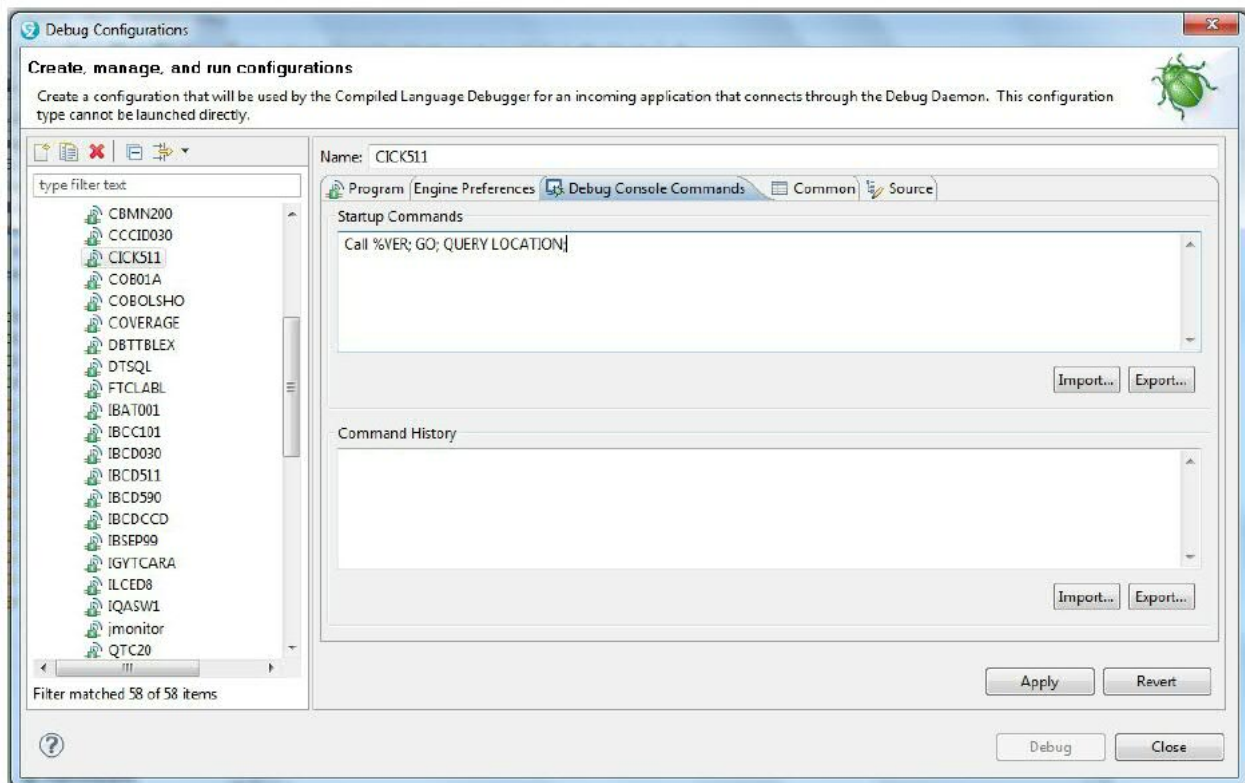 Debug Configurations
Create, manage, and run configurations
Create a configuration that will be used by the Compiled Language Debugger for an incoming application that connects through the Debug Daemon. This configuration
type cannot be launched directly.
type filter text
CBMN200
CCCID030
CICK511
COB01A
COBOLSHO
COVERAGE
DBTTBLEX
DTSQL
FTCLABL
IBAT001
IBCC101
IBCD030
IBCD511
IBCD590
IBCDCCD
IBSEP99
IGYTCARA
ILCED8
IQASW1
jmonitor
QTC20
Filter matched 58 of 58 items
Name: CICK511
Program Engine Preferences Debug Console Commands Common Source
Startup Commands
Call %VER; GO; QUERY LOCATION;
Import... Export...
Command History
Import... Export...
Apply Revert
Debug Close